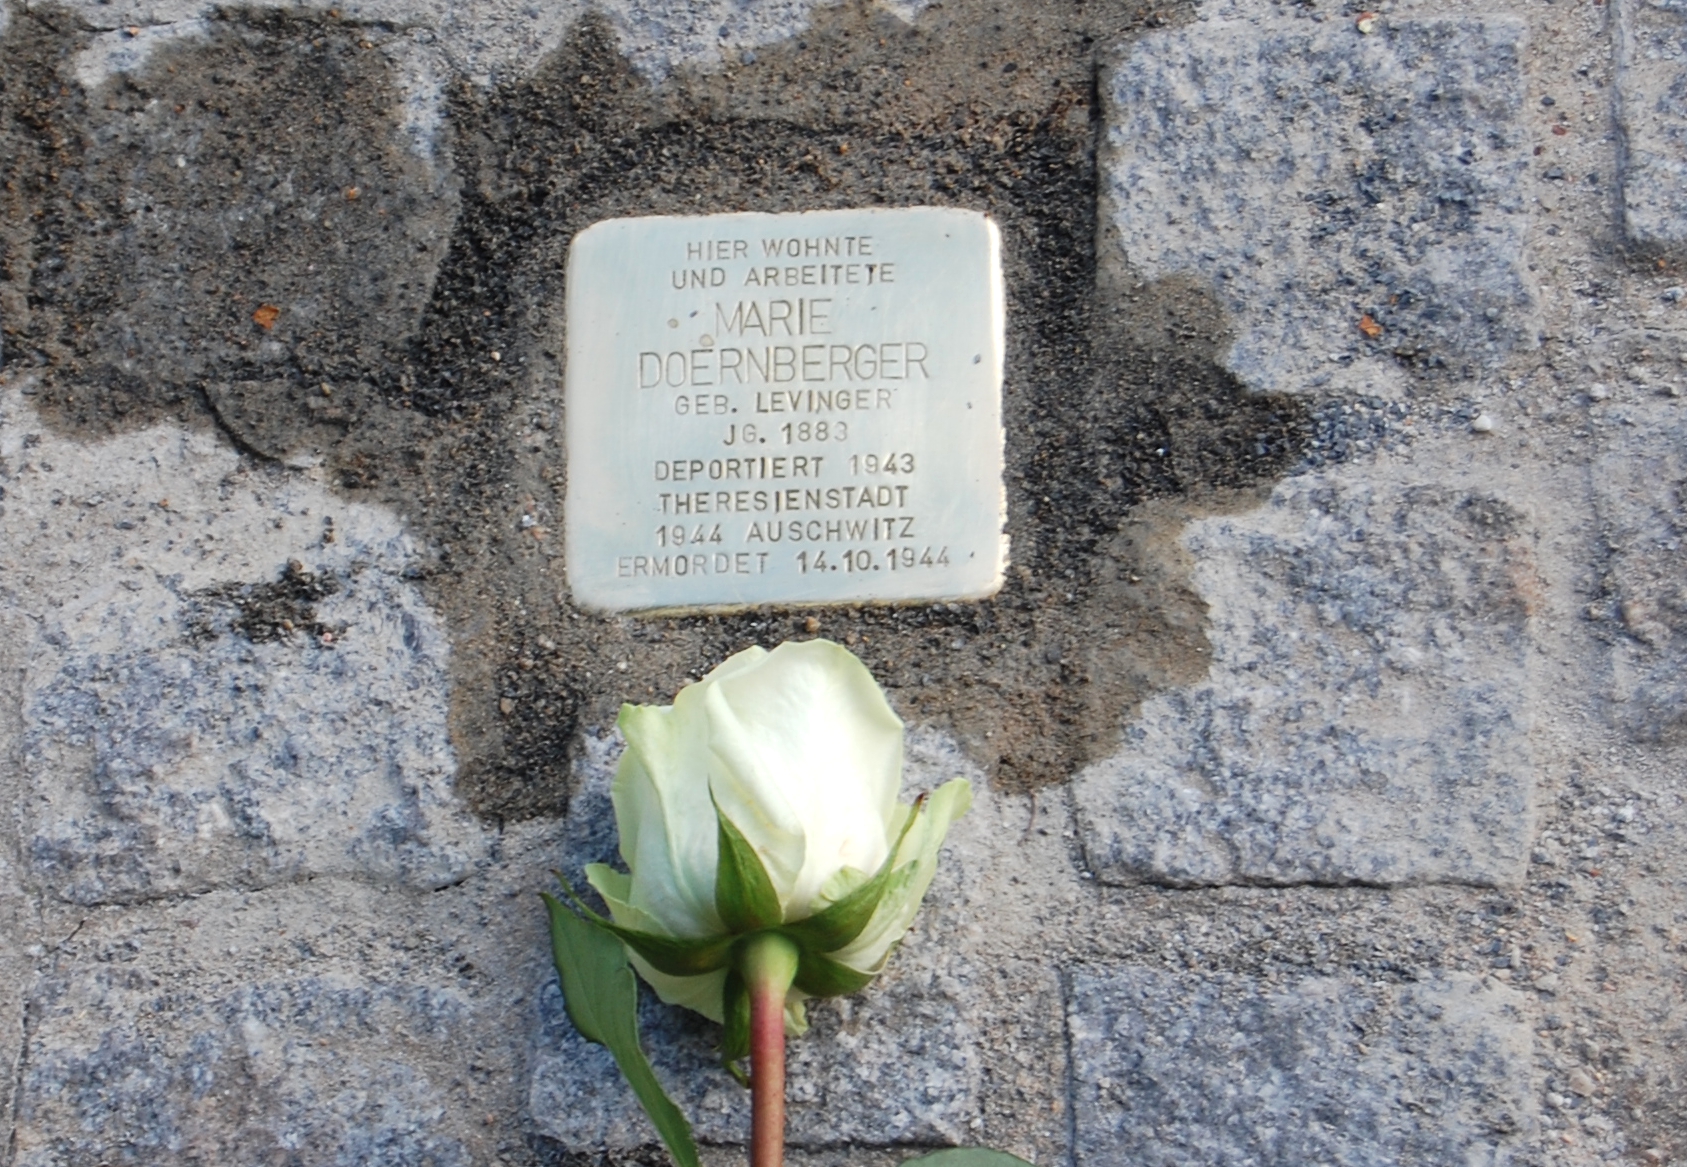 HIER WOHNTE
UND ARBEITETE
MARIE
DOERNBERGER
GEB. LEVINGER
JG. 1883
DEPORTIERT 1943
THERESIENSTADT
1944 AUSCHWITZ
ERMORDET 14.10.1944